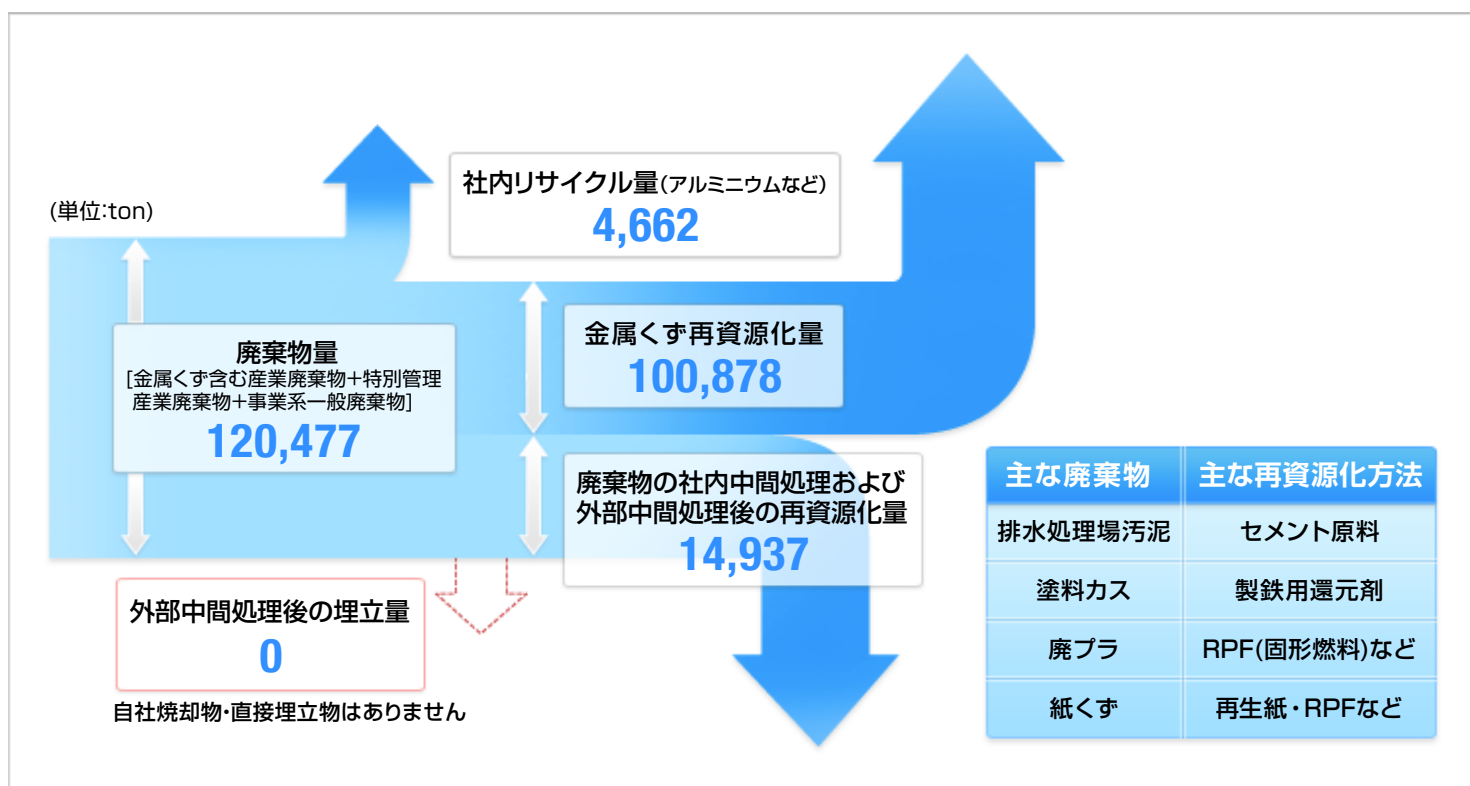 (単位:ton)
社内リサイクル量(アルミニウムなど)
4,662
廃棄物量
[金属くず含む産業廃棄物+特別管理
産業廃棄物+事業系一般廃棄物]
120,477
金属くず再資源化量
100,878
廃棄物の社内中間処理および
外部中間処理後の再資源化量
14,937
外部中間処理後の埋立量
0
自社焼却物・直接埋立物はありません
主な廃棄物 主な再資源化方法
排水処理場汚泥 セメント原料
塗料カス 製鉄用還元剤
廃プラ RPF(固形燃料)など
紙くず 再生紙・RPFなど